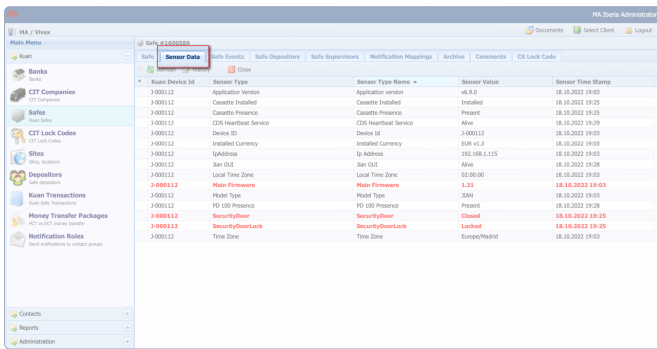 MA Iberia Administrator
MA / Vivex
Documents Select Client Logout
Main Menu
Safe #1600589
Kuan
Safe Sensor Data Safe Events Safe Depositors Safe Supervisors Notification Mappings Archive Comments Cit Lock Code
Refresh History Close
Banks
Banks
CIT Companies
CIT Companies
Safes
Kuan Safes
CIT Lock Codes
CIT Lock Codes
Sites
Sites, locations
Depositors
Safe depositors
Kuan Transactions
Kuan Safe Transactions
Money Transfer Packages
PCT vs ECT money transfer
Notification Roles
Send notifications to contact groups
Contacts
Reports
Administration
* Kuan Device Id Sensor Type Sensor Type Name Sensor Value Sensor Time Stamp
J-000112 Application Version Application version v6.9.0 18.10.2022 19:03
J-000112 Cassette Installed Cassette Installed Installed 18.10.2022 19:25
J-000112 Cassette Presence Cassette Presence Present 18.10.2022 19:25
J-000112 CDS Heartbeat Service CDS Heartbeat Service Alive 18.10.2022 19:29
J-000112 Device ID Device Id J-000112 18.10.2022 19:03
J-000112 Installed Currency Installed Currency EUR v1.3 18.10.2022 19:03
J-000112 IpAddress Ip Address 192.168.1.115 18.10.2022 19:03
J-000112 Jian GUI Jian GUI Alive 18.10.2022 19:28
J-000112 Local Time Zone Local Time Zone 02:00:00 18.10.2022 19:03
J-000112 Main Firmware Main Firmware 1.31 18.10.2022 19:03
J-000112 Model Type Model Type JIAN 18.10.2022 19:03
J-000112 PD 100 Presence PD 100 Presence Present 18.10.2022 19:28
J-000112 SecurityDoor SecurityDoor Closed 18.10.2022 19:25
J-000112 SecurityDoorLock SecurityDoorLock Locked 18.10.2022 19:25
J-000112 Time Zone Time Zone Europe/Madrid 18.10.2022 19:03